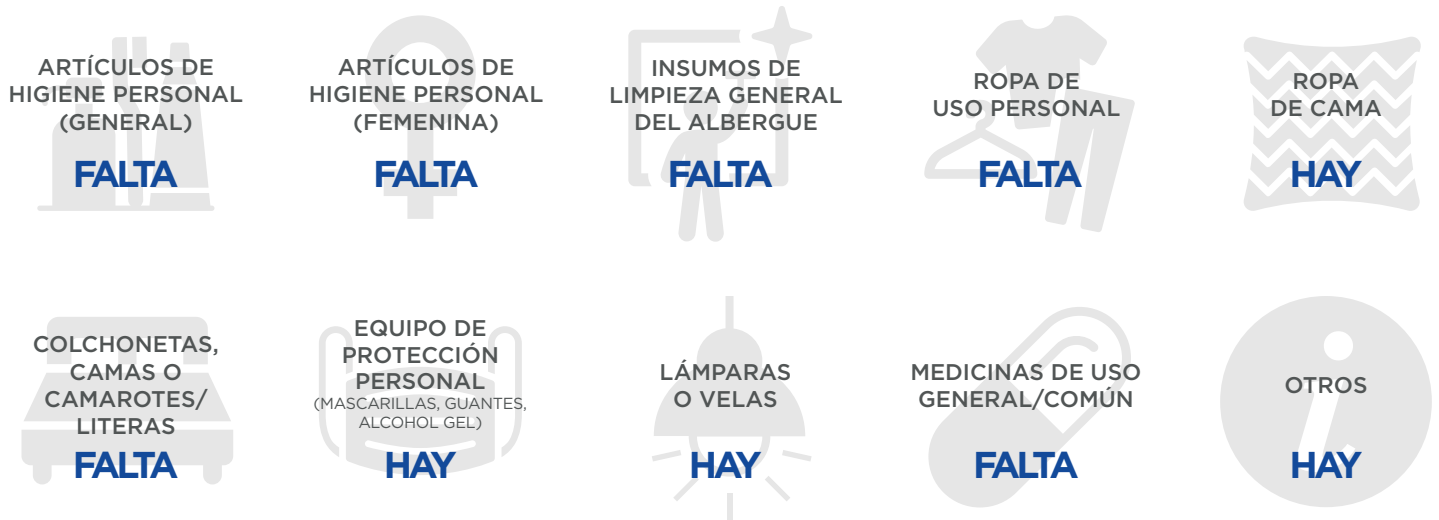 ARTÍCULOS DE
HIGIENE PERSONAL
(GENERAL)
FALTA
ARTÍCULOS DE
HIGIENE PERSONAL
(FEMENINA)
FALTA
INSUMOS DE
LIMPIEZA GENERAL
DEL ALBERGUE
FALTA
ROPA DE
USO PERSONAL
FALTA
ROPA
DE CAMA
HAY
COLCHONETAS,
CAMAS O
CAMAROTES/
LITERAS
FALTA
EQUIPO DE
PROTECCIÓN
PERSONAL
(MASCARILLAS, GUANTES,
ALCOHOL GEL)
HAY
LÁMPARAS
O VELAS
HAY
MEDICINAS DE USO
GENERAL/COMÚN
FALTA
OTROS
HAY